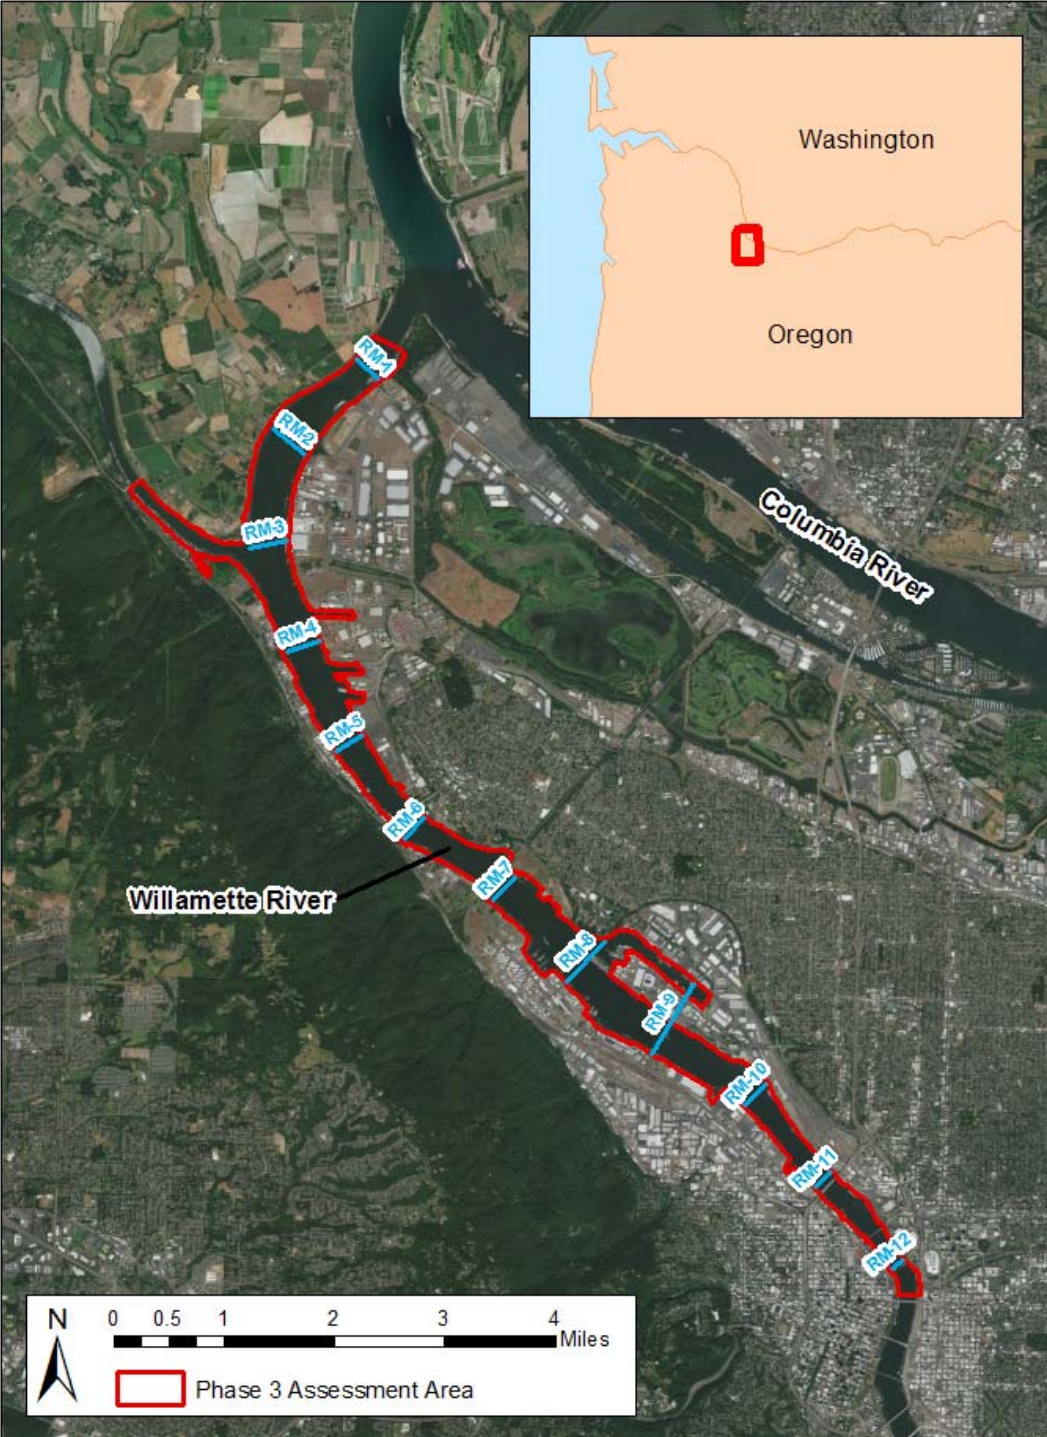 Washington
Oregon
RM-1
RM-2
Columbia River
RM-3
RM-4
RM-5
RM-6
RM-7
Willamette River
RM-8
RM-9
RM-10
RM-11
RM-12
N
0 0.5 1 2 3 4
Miles
Phase 3 Assessment Area